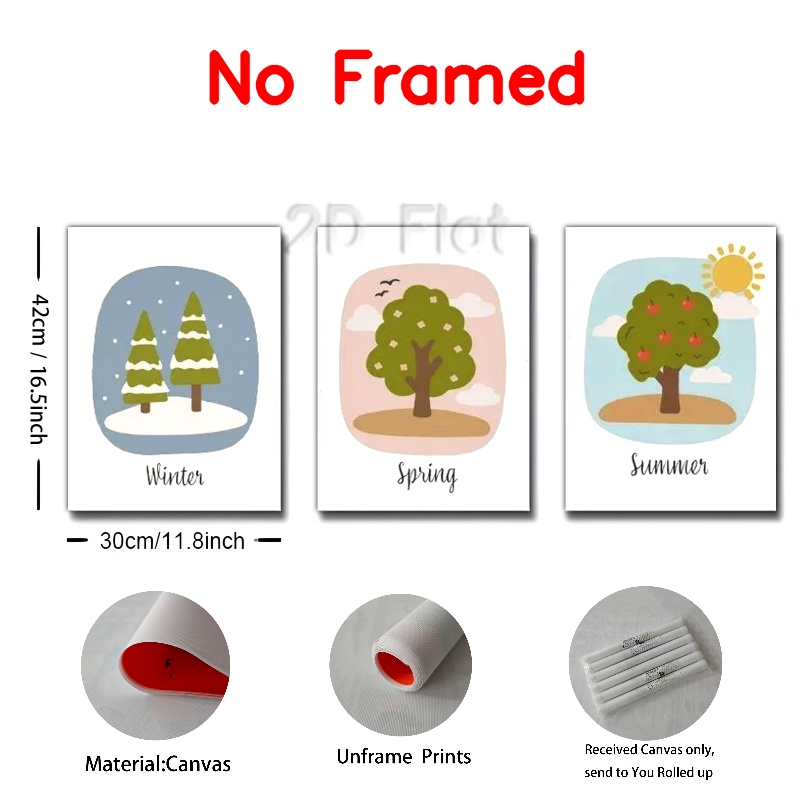 No Framed
2D Flat
42cm / 16.5inch
Winter
Spring
Summer
30cm/11.8inch
Material:Canvas
Unframe Prints
Received Canvas only,
send to You Rolled up